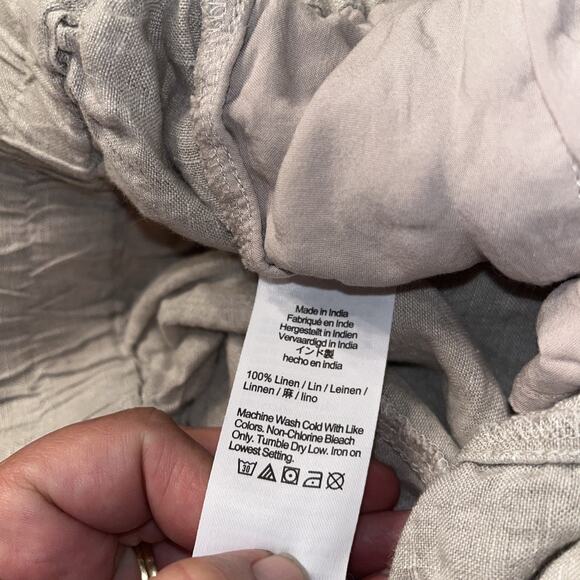 Made in India
Fabriqué en Inde
Hergestellt in Indien
Vervaardigd in India
インド製
hecho en India
100% Linen / Lin / Leinen /
Linnen / 麻 / lino
Machine Wash Cold With Like
Colors. Non-Chlorine Bleach
Only. Tumble Dry Low. Iron on
Lowest Setting.
30